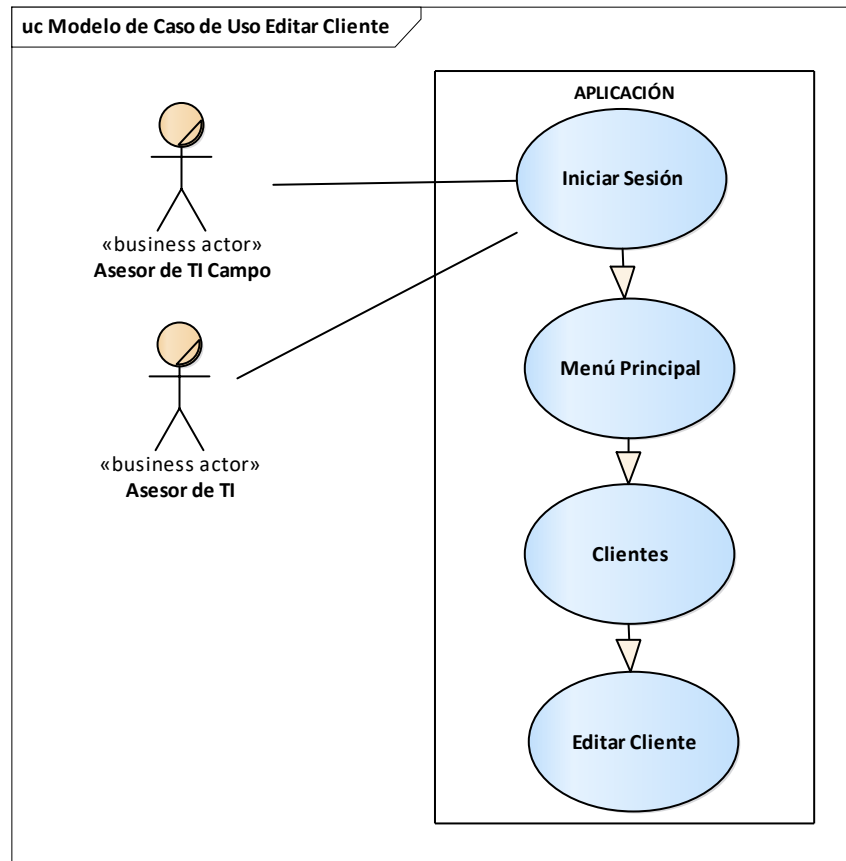 uc Modelo de Caso de Uso Editar Cliente
APLICACIÓN
Iniciar Sesión
«business actor»
Asesor de TI Campo
Menú Principal
«business actor»
Asesor de TI
Clientes
Editar Cliente